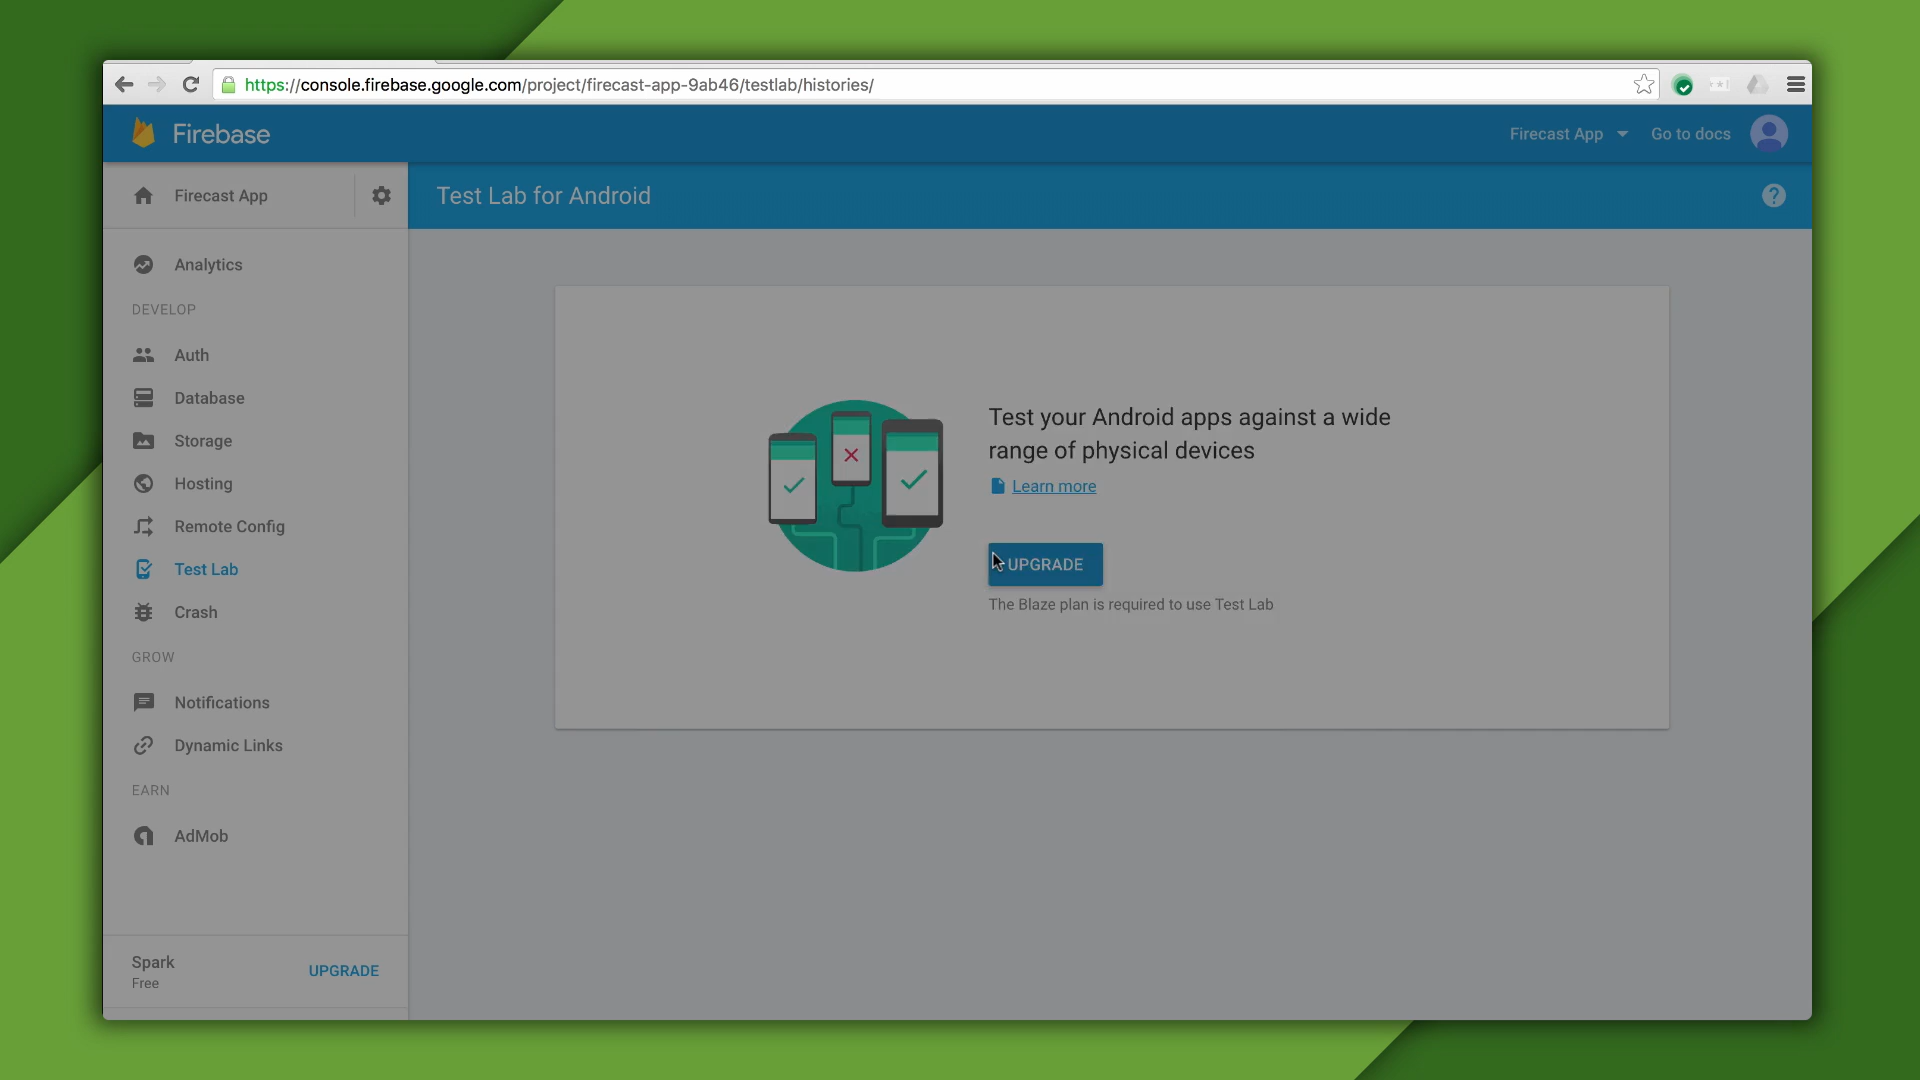 https://console.firebase.google.com/project/firecast-app-9ab46/testlab/histories/
Firebase
Firecast App
Go to docs
Firecast App
Test Lab for Android
Analytics
DEVELOP
Auth
Database
Storage
Hosting
Remote Config
Test Lab
Crash
GROW
Notifications
Dynamic Links
EARN
AdMob
Spark
Free
UPGRADE
Test your Android apps against a wide
range of physical devices
Learn more
UPGRADE
The Blaze plan is required to use Test Lab